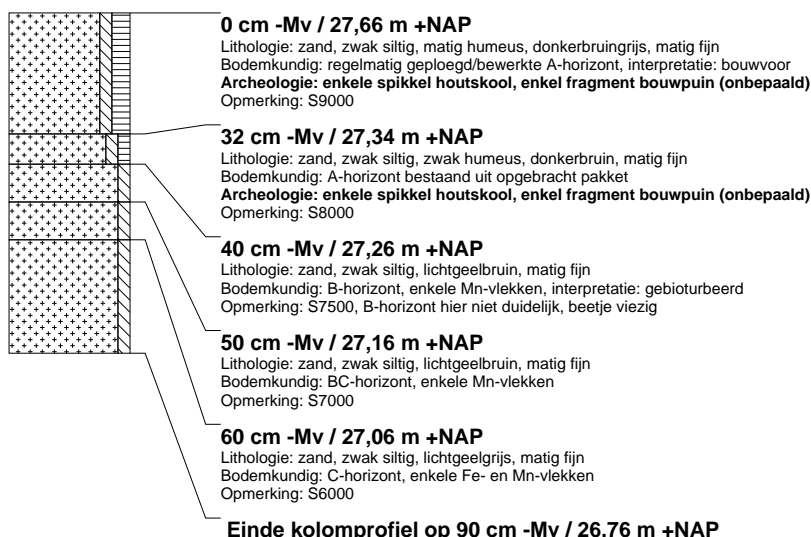 0 cm -Mv / 27,66 m +NAP
Lithologie: zand, zwak siltig, matig humeus, donkerbruingrijs, matig fijn
Bodemkundig: regelmatig geploegd/bewerkte A-horizont, interpretatie: bouwvoor
Archeologie: enkele spikkel houtskool, enkel fragment bouwpuin (onbepaald)
Opmerking: S9000
32 cm -Mv / 27,34 m +NAP
Lithologie: zand, zwak siltig, zwak humeus, donkerbruin, matig fijn
Bodemkundig: A-horizont bestaand uit opgebracht pakket
Archeologie: enkele spikkel houtskool, enkel fragment bouwpuin (onbepaald)
Opmerking: S8000
40 cm -Mv / 27,26 m +NAP
Lithologie: zand, zwak siltig, lichtgeelbruin, matig fijn
Bodemkundig: B-horizont, enkele Mn-vlekken, interpretatie: gebioturbeerd
Opmerking: S7500, B-horizont hier niet duidelijk, beetje viezig
50 cm -Mv / 27,16 m +NAP
Lithologie: zand, zwak siltig, lichtgeelbruin, matig fijn
Bodemkundig: BC-horizont, enkele Mn-vlekken
Opmerking: S7000
60 cm -Mv / 27,06 m +NAP
Lithologie: zand, zwak siltig, lichtgeelgrijs, matig fijn
Bodemkundig: C-horizont, enkele Fe- en Mn-vlekken
Opmerking: S6000
Einde kolomprofiel op 90 cm -Mv / 26,76 m +NAP